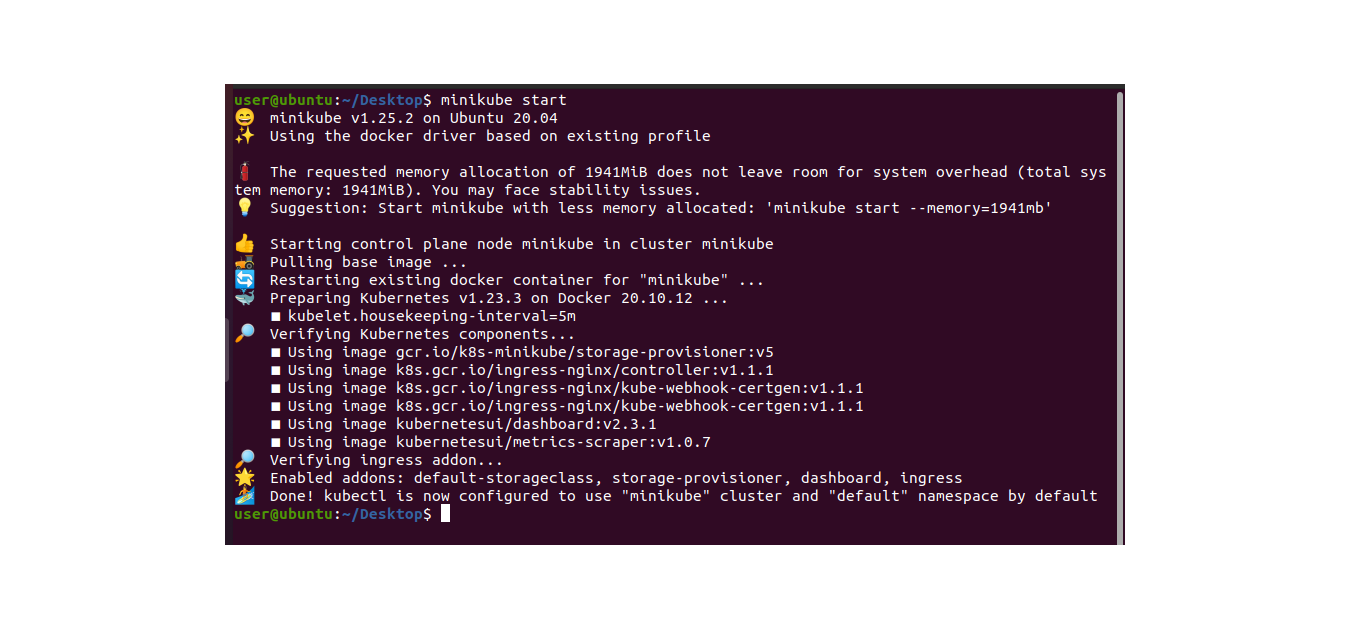 user@ubuntu:~/Desktop$ minikube start
😄  minikube v1.25.2 on Ubuntu 20.04
✨  Using the docker driver based on existing profile
🧯  The requested memory allocation of 1941MiB does not leave room for system overhead (total sys
tem memory: 1941MiB). You may face stability issues.
💡  Suggestion: Start minikube with less memory allocated: 'minikube start --memory=1941mb'
👍  Starting control plane node minikube in cluster minikube
🚜  Pulling base image ...
🔄  Restarting existing docker container for "minikube" ...
🐳  Preparing Kubernetes v1.23.3 on Docker 20.10.12 ...
    ▪ kubelet.housekeeping-interval=5m
🔎  Verifying Kubernetes components...
    ▪ Using image gcr.io/k8s-minikube/storage-provisioner:v5
    ▪ Using image k8s.gcr.io/ingress-nginx/controller:v1.1.1
    ▪ Using image k8s.gcr.io/ingress-nginx/kube-webhook-certgen:v1.1.1
    ▪ Using image k8s.gcr.io/ingress-nginx/kube-webhook-certgen:v1.1.1
    ▪ Using image kubernetesui/dashboard:v2.3.1
    ▪ Using image kubernetesui/metrics-scraper:v1.0.7
🔎  Verifying ingress addon...
🌟  Enabled addons: default-storageclass, storage-provisioner, dashboard, ingress
🏄  Done! kubectl is now configured to use "minikube" cluster and "default" namespace by default
user@ubuntu:~/Desktop$